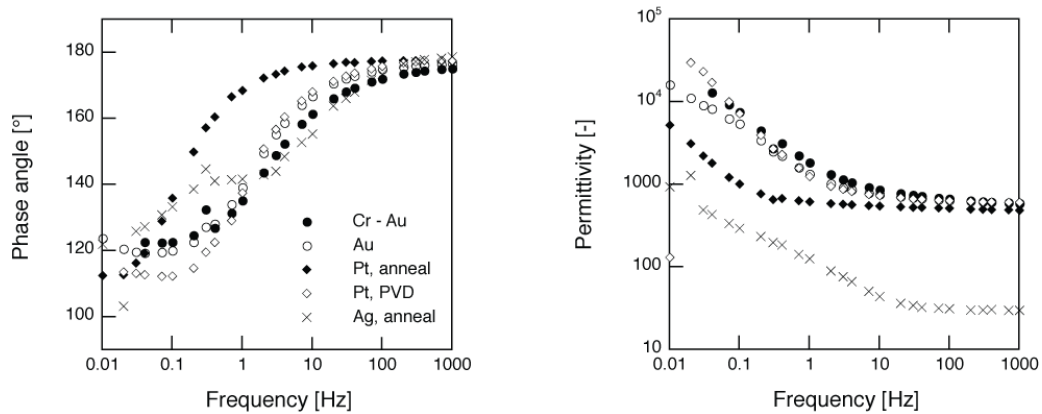 180
160
140
120
100
Phase angle [°]
0.01 0.1 1 10 100 1000
Frequency [Hz]
Cr - Au
Au
Pt, anneal
Pt, PVD
Ag, anneal
10⁵
10⁴
1000
100
10
Permittivity [-]
0.01 0.1 1 10 100 1000
Frequency [Hz]